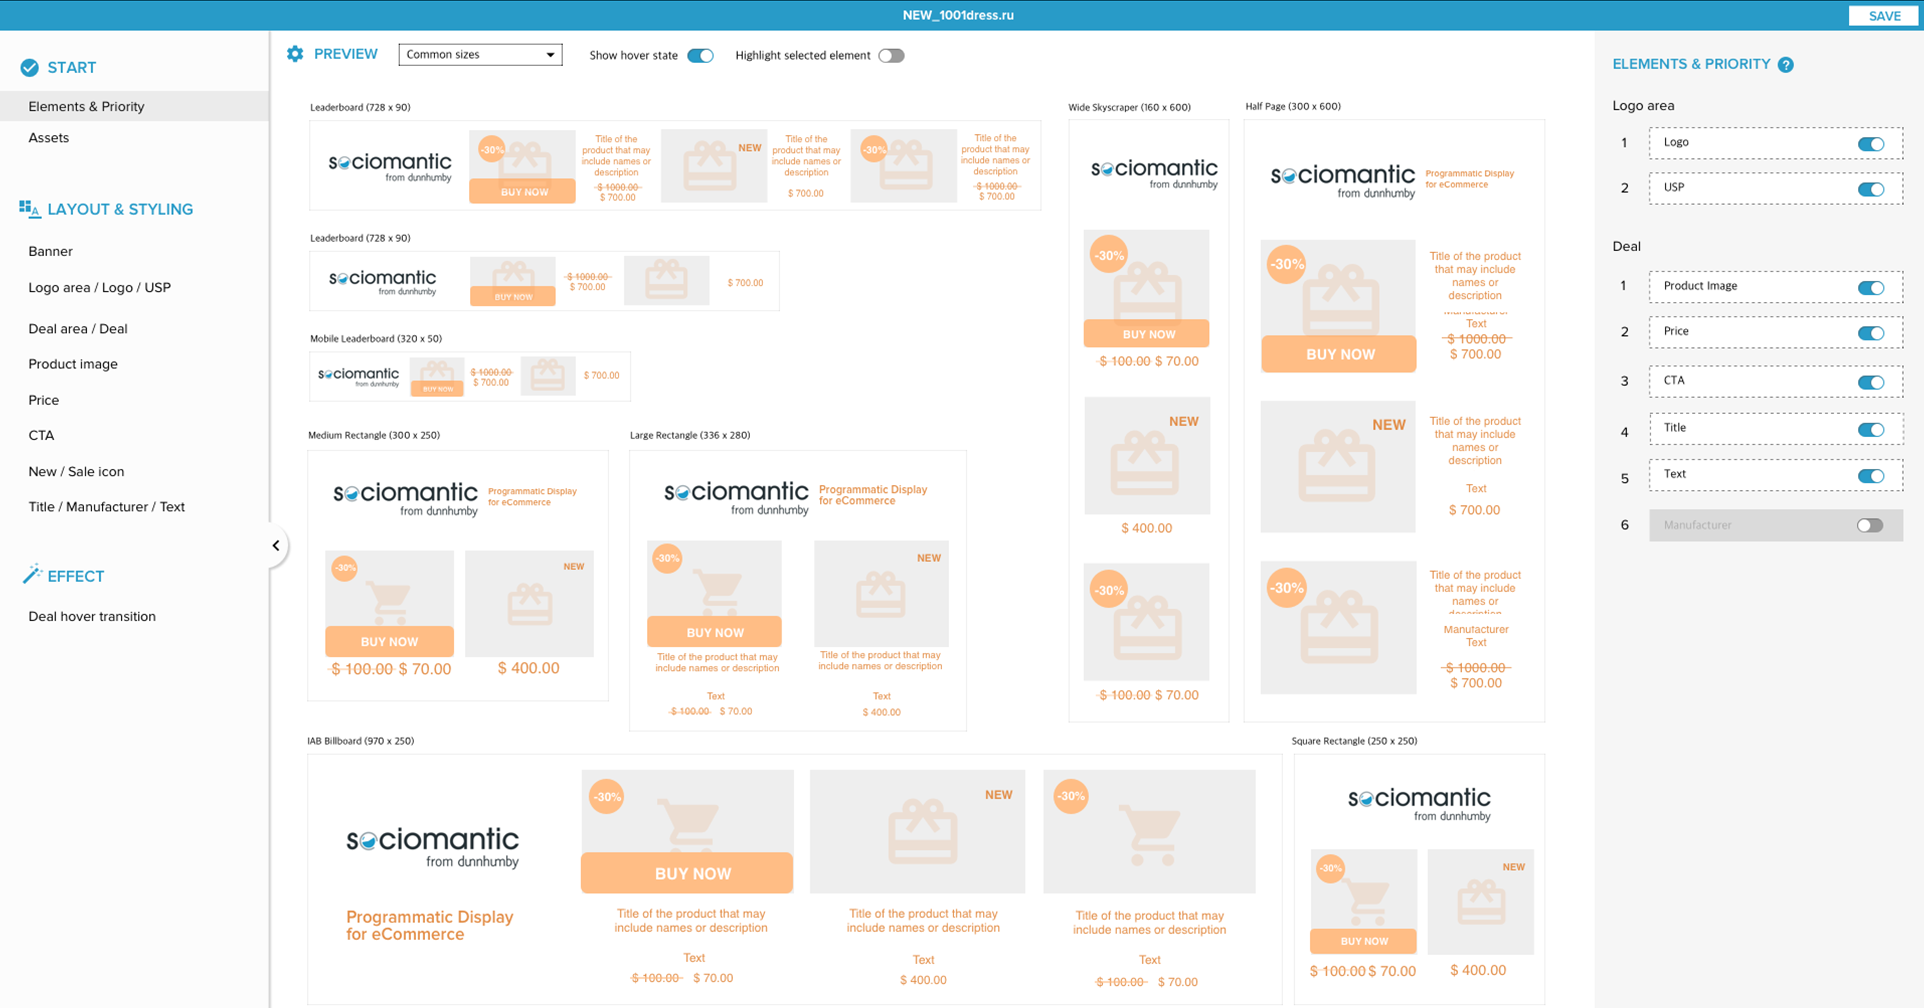 NEW_1001dress.ru
SAVE
START
Elements & Priority
Assets
LAYOUT & STYLING
Banner
Logo area / Logo / USP
Deal area / Deal
Product image
Price
CTA
New / Sale icon
Title / Manufacturer / Text
EFFECT
Deal hover transition
PREVIEW
Common sizes
Show hover state
Highlight selected element
Leaderboard (728 x 90)
sociomantic
from dunnhumby
-30%
BUY NOW
Title of the
product that may
include names or
description
$ 1000.00
$ 700.00
NEW
Title of the
product that may
include names or
description
$ 700.00
-30%
Title of the
product that may
include names or
description
$ 1000.00
$ 700.00
Leaderboard (728 x 90)
sociomantic
from dunnhumby
BUY NOW
$ 1000.00
$ 700.00
$ 700.00
Mobile Leaderboard (320 x 50)
sociomantic
from dunnhumby
BUY NOW
$ 1000.00
$ 700.00
$ 700.00
Medium Rectangle (300 x 250)
sociomantic
from dunnhumby
Programmatic Display
for eCommerce
-30%
BUY NOW
$ 100.00 $ 70.00
NEW
$ 400.00
Large Rectangle (336 x 280)
sociomantic
from dunnhumby
Programmatic Display
for eCommerce
-30%
BUY NOW
Title of the product that may
include names or description
Text
$ 100.00 $ 70.00
NEW
Title of the product that may
include names or description
Text
$ 400.00
Wide Skyscraper (160 x 600)
sociomantic
from dunnhumby
-30%
BUY NOW
$ 100.00 $ 70.00
NEW
$ 400.00
-30%
$ 100.00 $ 70.00
Half Page (300 x 600)
sociomantic
from dunnhumby
Programmatic Display
for eCommerce
-30%
BUY NOW
Title of the product
that may include
names or
description
Manufacturer
Text
$ 1000.00
$ 700.00
NEW
Title of the product
that may include
names or
description
Text
$ 700.00
-30%
Title of the product
that may include
names or
description
Manufacturer
Text
$ 1000.00
$ 700.00
IAB Billboard (970 x 250)
sociomantic
from dunnhumby
Programmatic Display
for eCommerce
-30%
BUY NOW
Title of the product that may
include names or description
Text
$ 100.00 $ 70.00
NEW
Title of the product that may
include names or description
Text
$ 400.00
-30%
Title of the product that may
include names or description
Text
$ 100.00 $ 70.00
Square Rectangle (250 x 250)
sociomantic
from dunnhumby
-30%
BUY NOW
$ 100.00 $ 70.00
NEW
$ 400.00
ELEMENTS & PRIORITY ?
Logo area
1 Logo
2 USP
Deal
1 Product Image
2 Price
3 CTA
4 Title
5 Text
6 Manufacturer